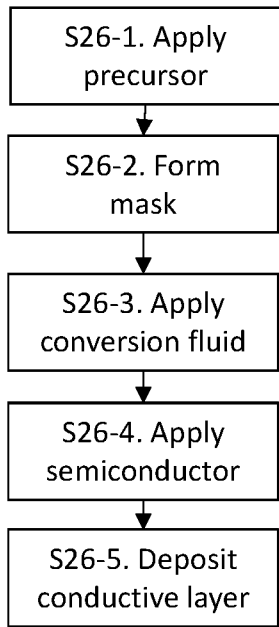 S26-1. Apply
precursor
S26-2. Form
mask
S26-3. Apply
conversion fluid
S26-4. Apply
semiconductor
S26-5. Deposit
conductive layer